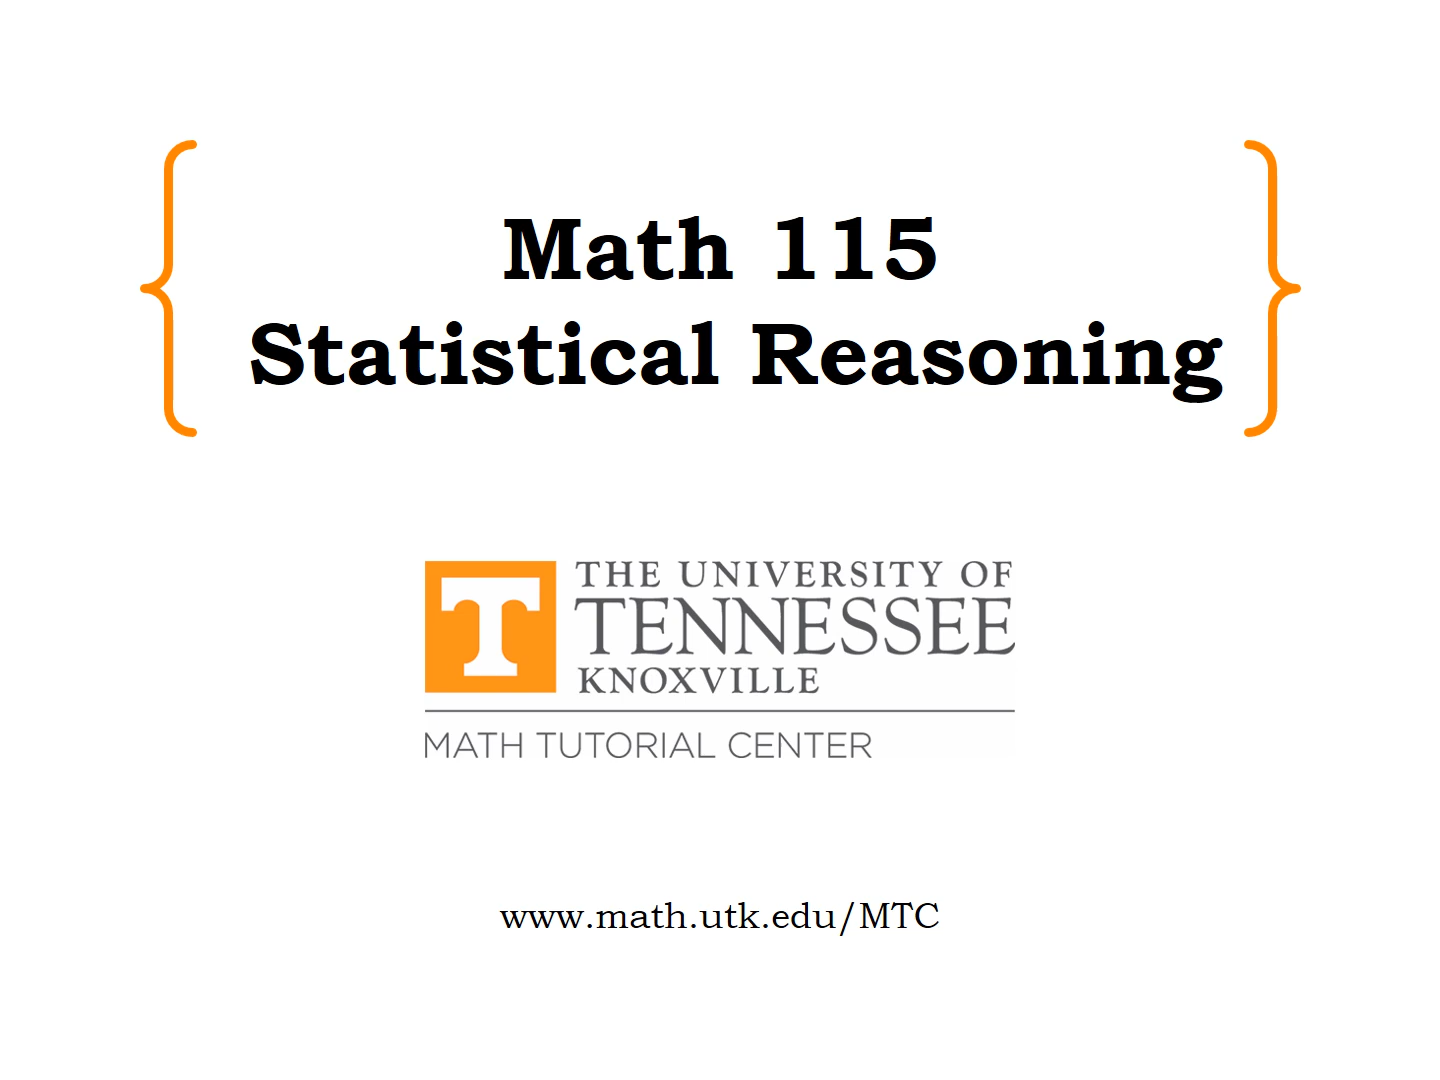 Math 115
Statistical Reasoning
T
THE UNIVERSITY OF
TENNESSEE
KNOXVILLE
MATH TUTORIAL CENTER
www.math.utk.edu/MTC